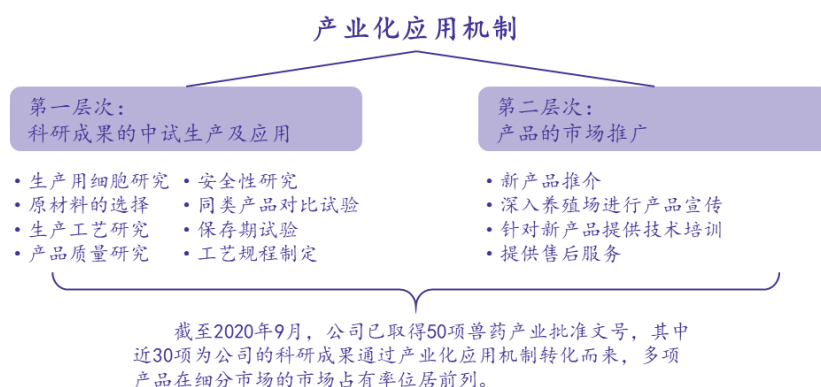 产业化应用机制
第一层次：
科研成果的中试生产及应用
第二层次：
产品的市场推广
• 生产用细胞研究
• 原材料的选择
• 生产工艺研究
• 产品质量研究
• 安全性研究
• 同类产品对比试验
• 保存期试验
• 工艺规程制定
• 新产品推介
• 深入养殖场进行产品宣传
• 针对新产品提供技术培训
• 提供售后服务
截至2020年9月，公司已取得50项兽药产业批准文号，其中
近30项为公司的科研成果通过产业化应用机制转化而来，多项
产品在细分市场的市场占有率位居前列。